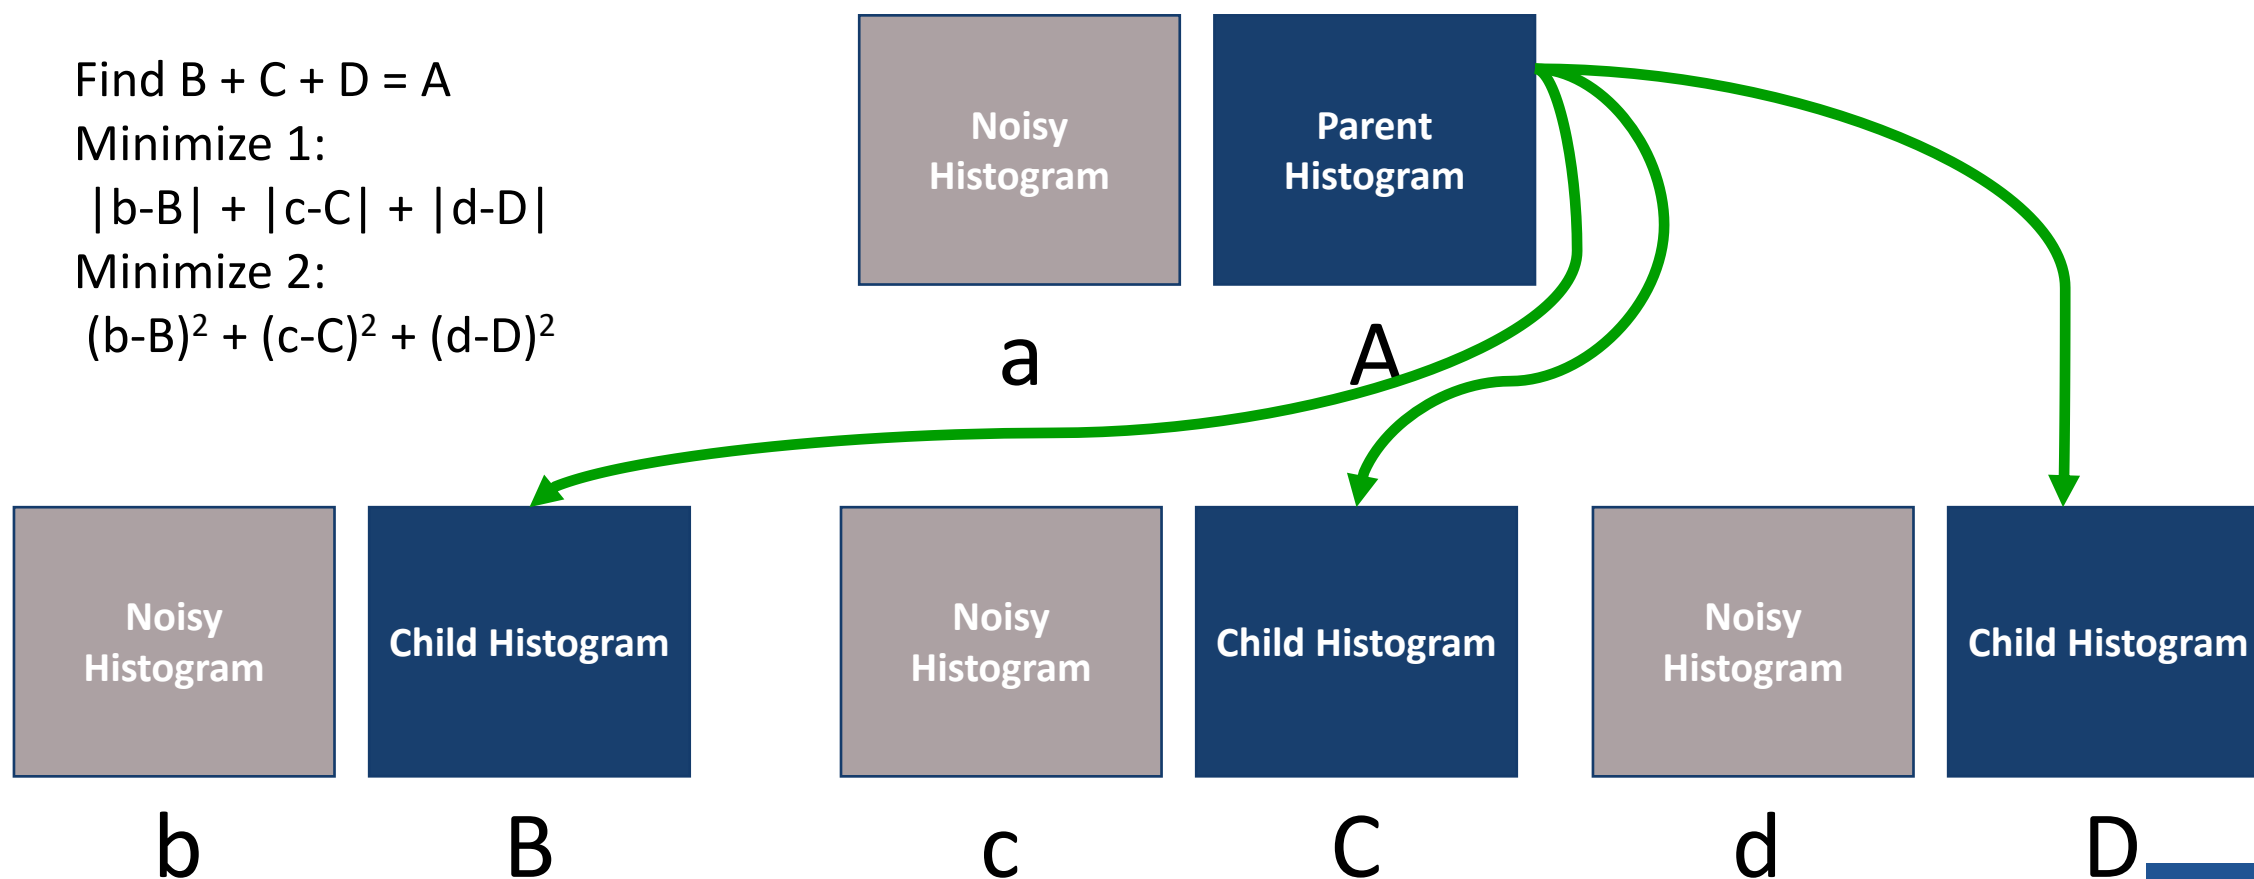 Find B + C + D = A
Minimize 1:
|b-B| + |c-C| + |d-D|
Minimize 2:
(b-B)² + (c-C)² + (d-D)²
Noisy
Histogram
Parent
Histogram
a
A
Noisy
Histogram
Child Histogram
Noisy
Histogram
Child Histogram
Noisy
Histogram
Child Histogram
b
B
c
C
d
D